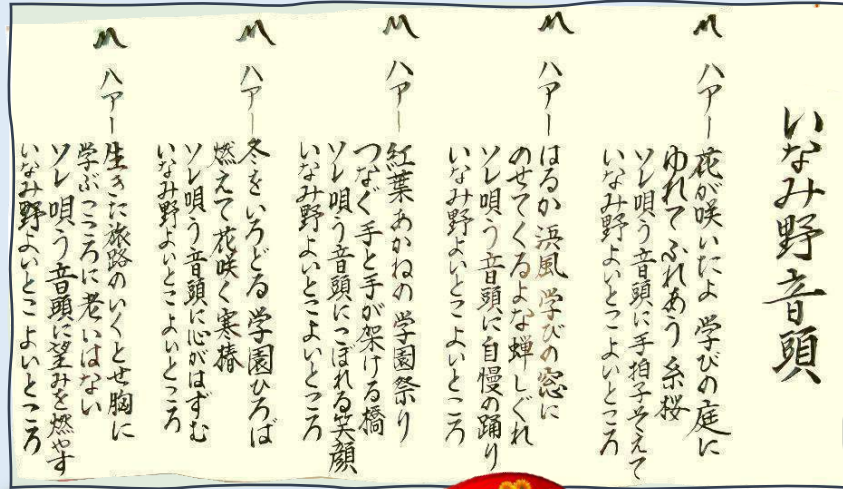 いなみ野音頭
〽 ハアー 花が咲いたよ 学びの庭に
ゆれて ふれあう 糸桜
ソレ唄う音頭に手拍子そえて
いなみ野よいとこ よいところ
〽 ハアー はるか浜風 学びの窓に
のせてくるよな蝉しぐれ
ソレ唄う音頭に自慢の踊り
いなみ野よいとこ よいところ
〽 ハアー 紅葉あかねの学園祭り
つなぐ手と手が架ける橋
ソレ唄う音頭にこぼれる笑顔
いなみ野よいとこ よいところ
〽 ハアー 冬をいろどる 学園ひろば
燃えて花咲く寒椿
ソレ唄う音頭に心がはずむ
いなみ野よいとこ よいところ
〽 ハアー 生きた旅路のいくとせ胸に
学ぶこころに老いはない
ソレ唄う音頭に望みを燃やす
いなみ野よいとこ よいところ